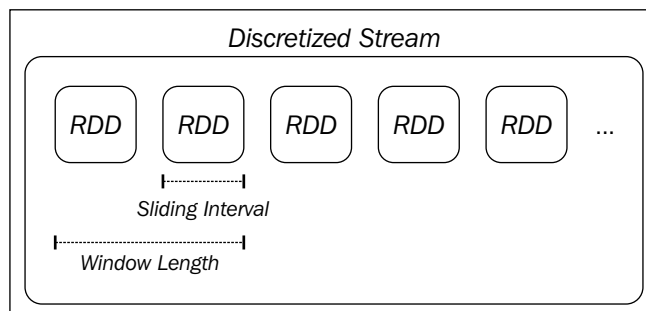 Discretized Stream
RDD RDD RDD RDD RDD ...
Sliding Interval
Window Length